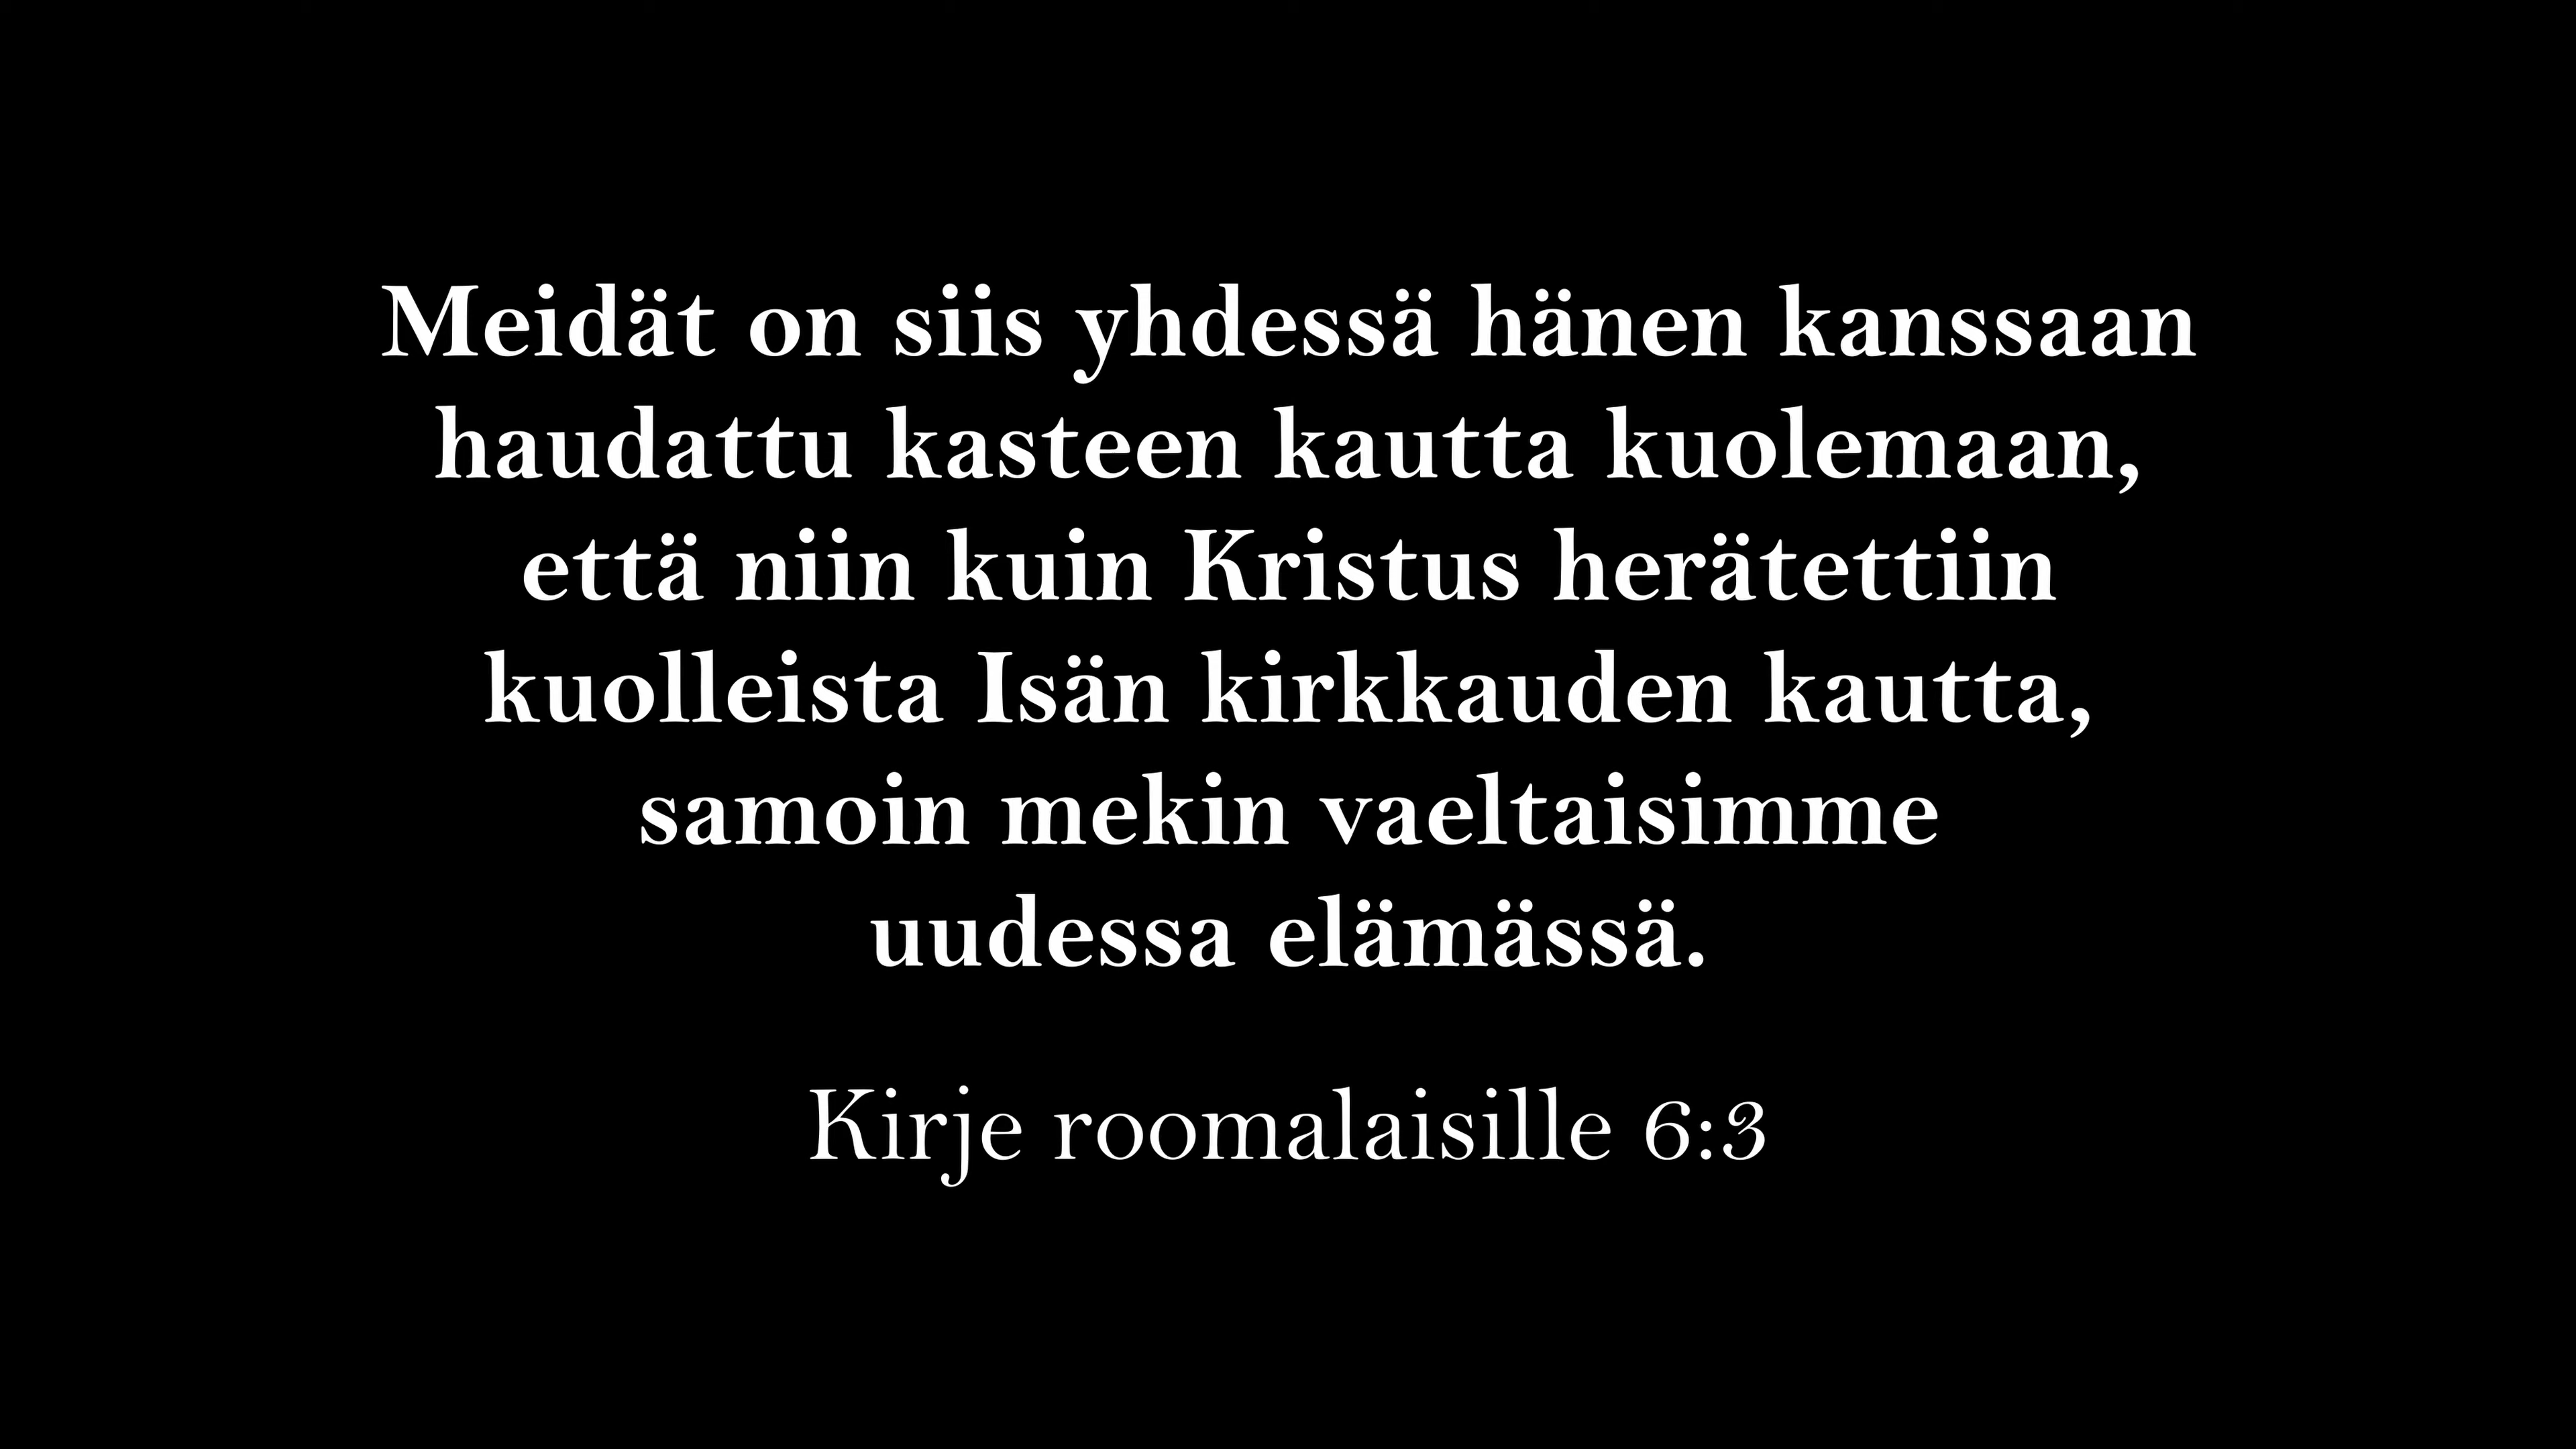 Meidät on siis yhdessä hänen kanssaan
haudattu kasteen kautta kuolemaan,
että niin kuin Kristus herätettiin
kuolleista Isän kirkkauden kautta,
samoin mekin vaeltaisimme
uudessa elämässä.
Kirje roomalaisille 6:3